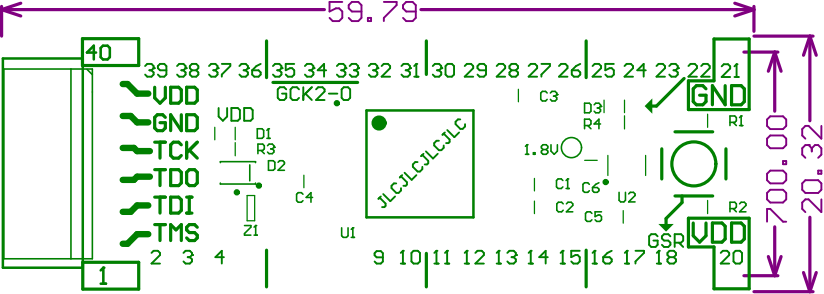 59.79
40
39 38 37 36 35 34 33 32 31 30 29 28 27 26 25 24 23 22 21
VDD
GND
TCK
TDO
TDI
TMS
GCK2-0
VDD
D1
R3
D2
C4
Z1
U1
JLCJLCJLCJLCJLC
C3
D3
R4
1.8V
C1
C2
C6
C5
U2
GND
R1
R2
GSR
VDD
700.00
20.32
1
2 3 4 9 10 11 12 13 14 15 16 17 18 20